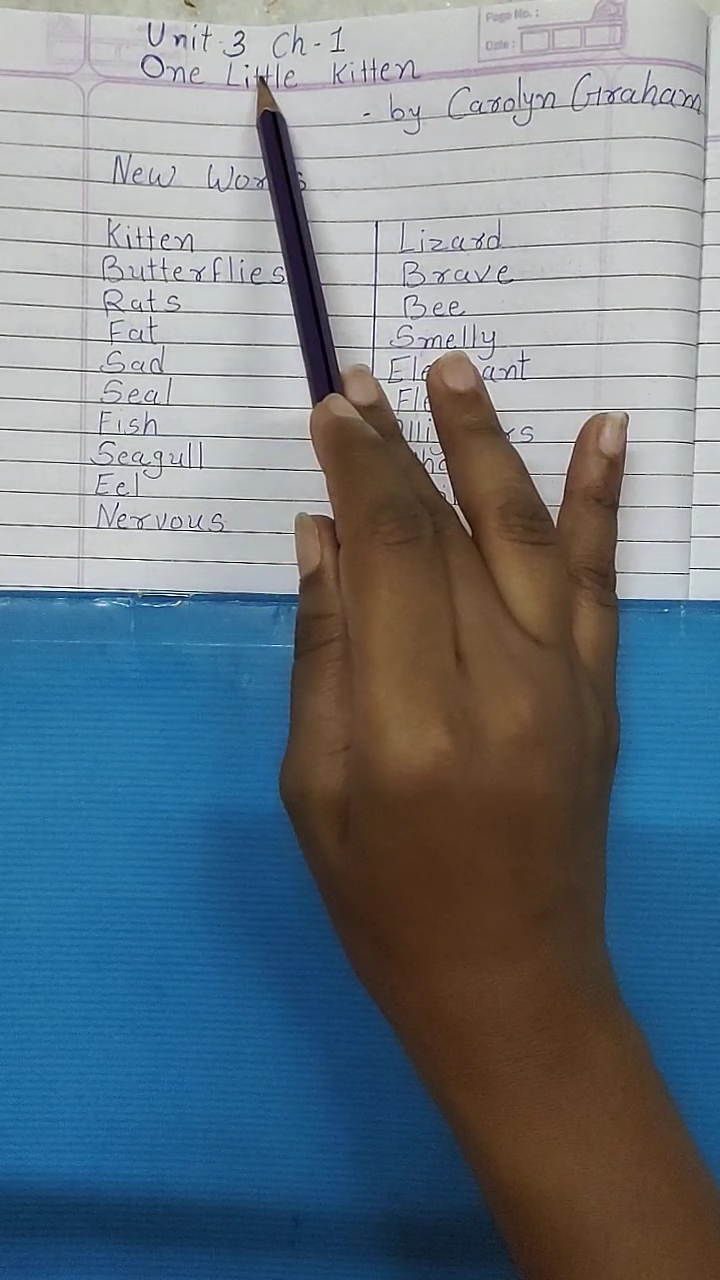 Page No.:
Date:
Unit 3 Ch-1
One Little Kitten
- by Carolyn Graham
New
Kitten
Butterflies
Rats
Fat
Sad
Seal
Fish
Seagull
Eel
Nervous
Lizard
Brave
Bee
Smelly